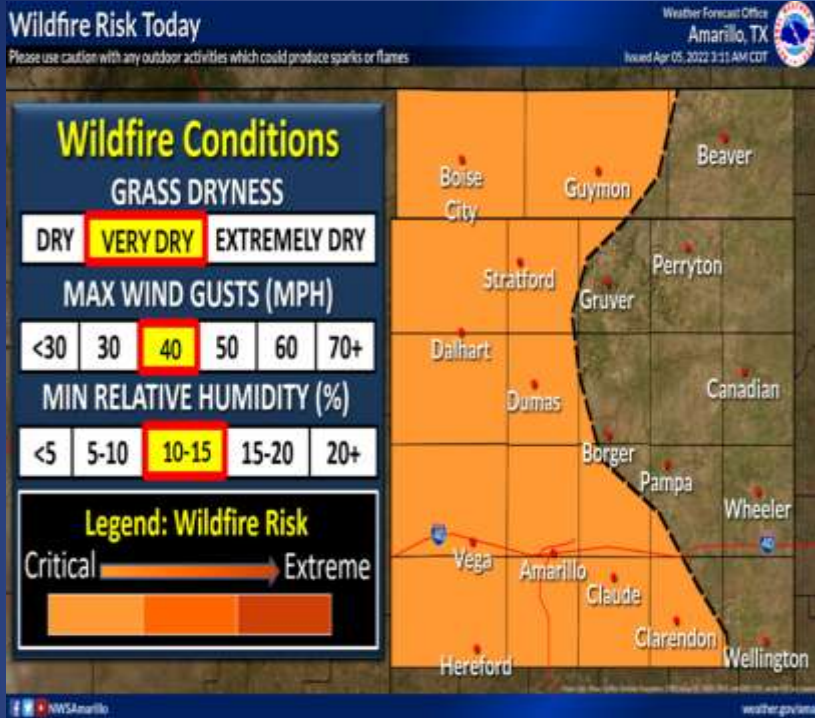 Wildfire Risk Today
Please use caution with any outdoor activities which could produce sparks or flames
Weather Forecast Office
Amarillo, TX
Issued Apr 05, 2022 3:11 AM CDT
Wildfire Conditions
GRASS DRYNESS
DRY VERY DRY EXTREMELY DRY
MAX WIND GUSTS (MPH)
<30 30 40 50 60 70+
MIN RELATIVE HUMIDITY (%)
<5 5-10 10-15 15-20 20+
Legend: Wildfire Risk
Critical Extreme
Boise
City
Guymon
Beaver
Stratford
Gruver
Perryton
Dalhart
Dumas
Canadian
Borger
Pampa
Wheeler
40
40
Vega
Amarillo
Claude
Clarendon
Hereford
Wellington
NWSAmarillo
weather.gov/ama